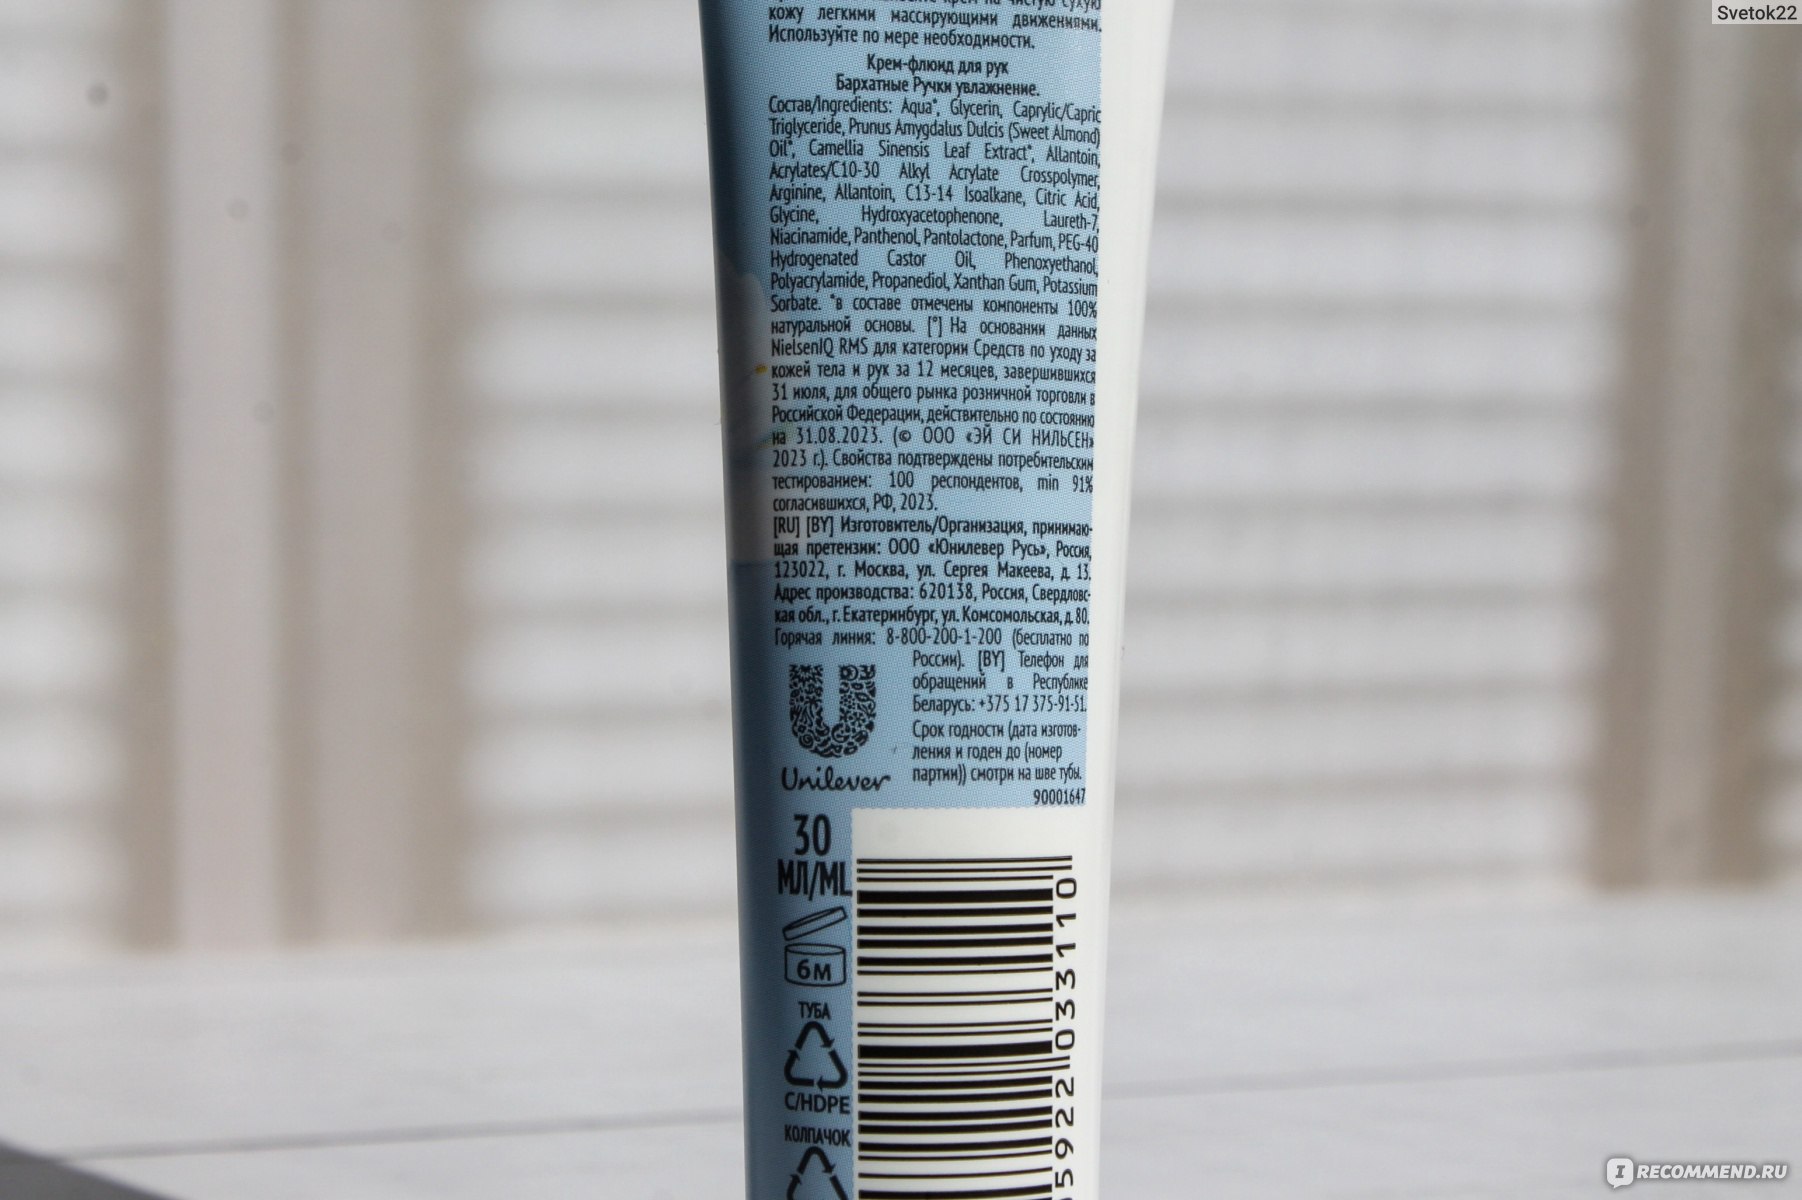 Svetok22
кожу легкими массирующими движениями.
Используйте по мере необходимости.
Крем-флюид для рук
Бархатные Ручки увлажнение.
Состав/Ingredients: Aqua*, Glycerin, Caprylic/Capric
Triglyceride, Prunus Amygdalus Dulcis (Sweet Almond)
Oil*, Camellia Sinensis Leaf Extract*, Allantoin,
Acrylates/C10-30 Alkyl Acrylate Crosspolymer,
Arginine, Allantoin, C13-14 Isoalkane, Citric Acid,
Glycine, Hydroxyacetophenone, Laureth-7,
Niacinamide, Panthenol, Pantolactone, Parfum, PEG-40
Hydrogenated Castor Oil, Phenoxyethanol,
Polyacrylamide, Propanediol, Xanthan Gum, Potassium
Sorbate. *в составе отмечены компоненты 100%
натуральной основы. [°] На основании данных
NielsenIQ RMS для категории Средств по уходу за
кожей тела и рук за 12 месяцев, завершившихся
31 июля, для общего рынка розничной торговли в
Российской Федерации, действительно по состоянию
на 31.08.2023. (© ООО «ЭЙ СИ НИЛЬСЕН»
2023 г.). Свойства подтверждены потребительским
тестированием: 100 респондентов, min 91%
согласившихся, РФ, 2023.
[RU] [BY] Изготовитель/Организация, принимаю-
щая претензии: ООО «Юнилевер Русь», Россия,
123022, г. Москва, ул. Сергея Макеева, д. 13.
Адрес производства: 620138, Россия, Свердловс-
кая обл., г. Екатеринбург, ул. Комсомольская, д. 80.
Горячая линия: 8-800-200-1-200 (бесплатно по
России). [BY] Телефон для
обращений в Республике
Беларусь: +375 17 375-91-51.
Срок годности (дата изготов-
ления и годен до (номер
партии)) смотри на шве тубы.
Unilever
90001647
30
МЛ/ML
6М
ТУБА
C/HDPE
КОЛПАЧОК
5922 033110
IRECOMMEND.RU